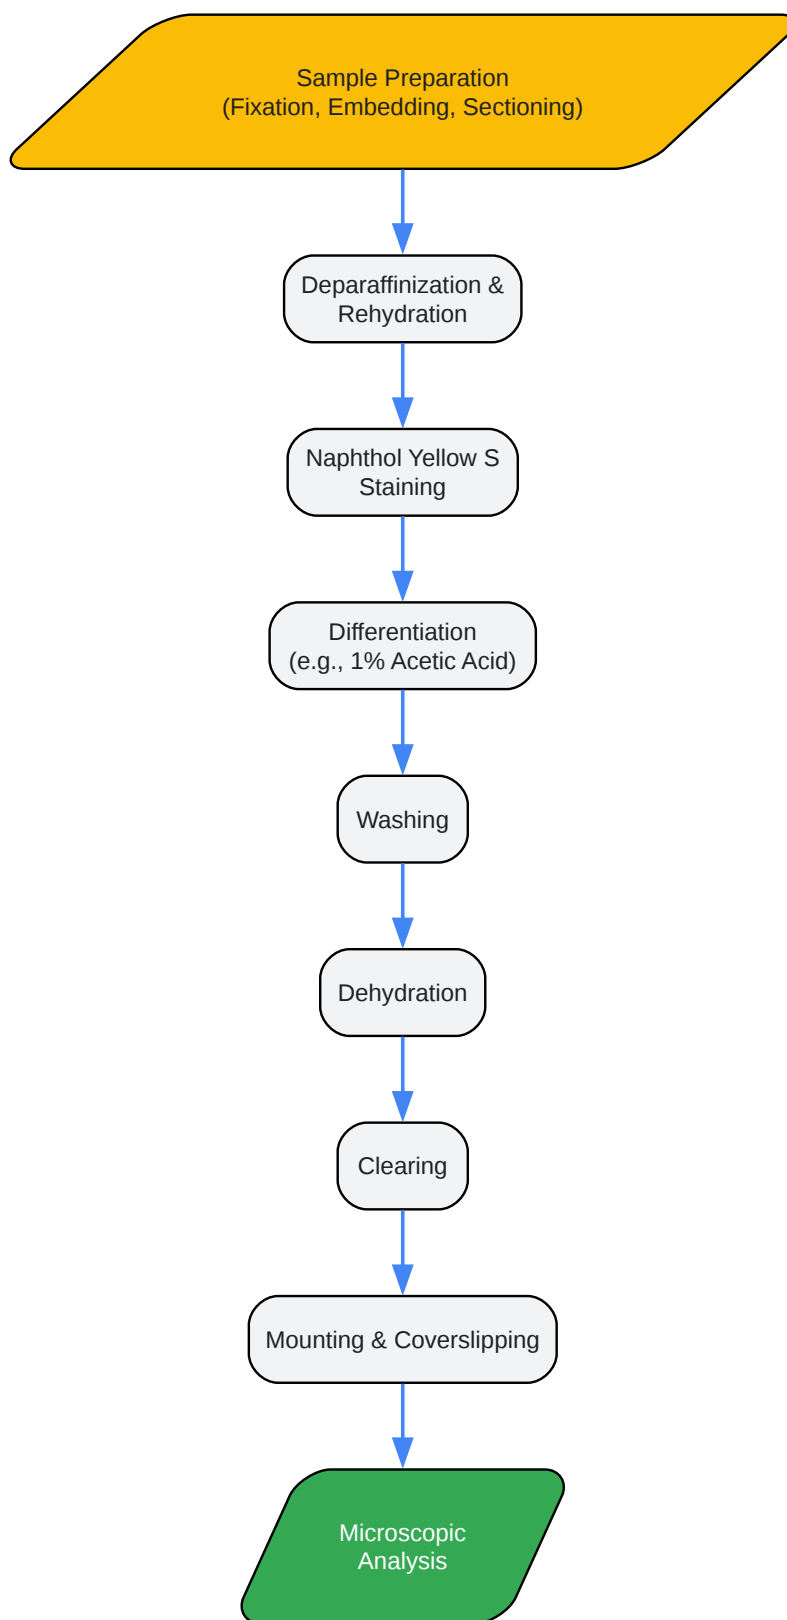 Sample Preparation
(Fixation, Embedding, Sectioning)
Deparaffinization &
Rehydration
Naphthol Yellow S
Staining
Differentiation
(e.g., 1% Acetic Acid)
Washing
Dehydration
Clearing
Mounting & Coverslipping
Microscopic
Analysis